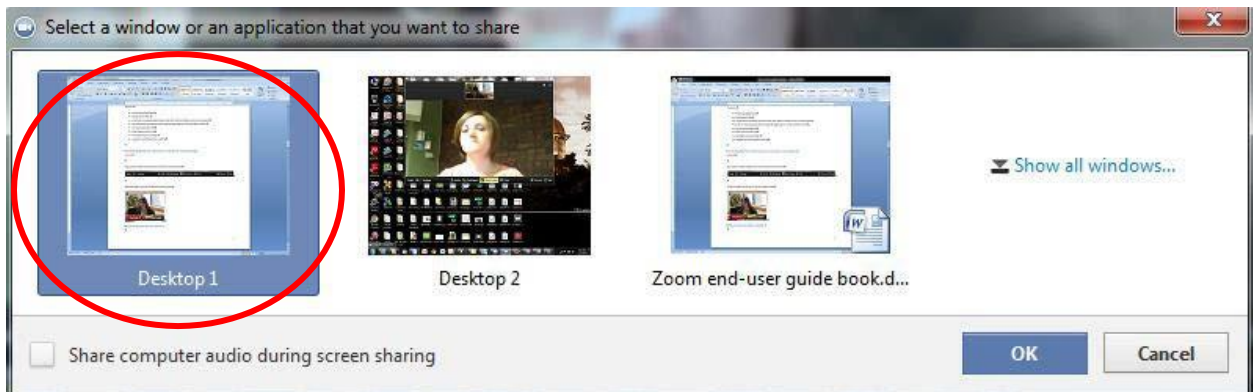 Select a window or an application that you want to share
Desktop 1
Desktop 2
Zoom end-user guide book.d...
Show all windows...
Share computer audio during screen sharing
OK
Cancel